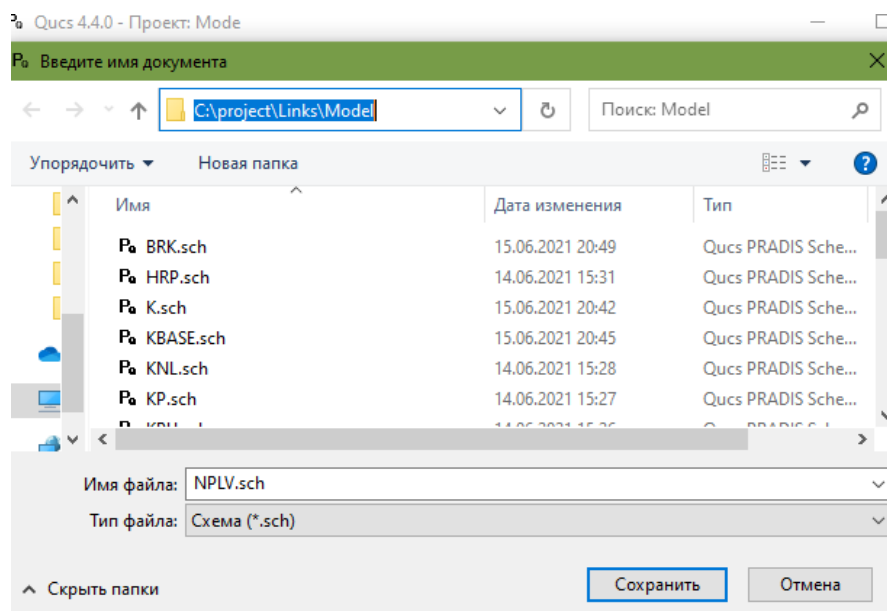 Qucs 4.4.0 - Проект: Mode
Введите имя документа
C:\project\Links\Model
Поиск: Model
Упорядочить
Новая папка
Имя Дата изменения Тип
BRK.sch 15.06.2021 20:49 Qucs PRADIS Sche...
HRP.sch 14.06.2021 15:31 Qucs PRADIS Sche...
K.sch 15.06.2021 20:42 Qucs PRADIS Sche...
KBASE.sch 15.06.2021 20:45 Qucs PRADIS Sche...
KNL.sch 14.06.2021 15:28 Qucs PRADIS Sche...
KP.sch 14.06.2021 15:27 Qucs PRADIS Sche...
Имя файла: NPLV.sch
Тип файла: Схема (*.sch)
Скрыть папки
Сохранить
Отмена